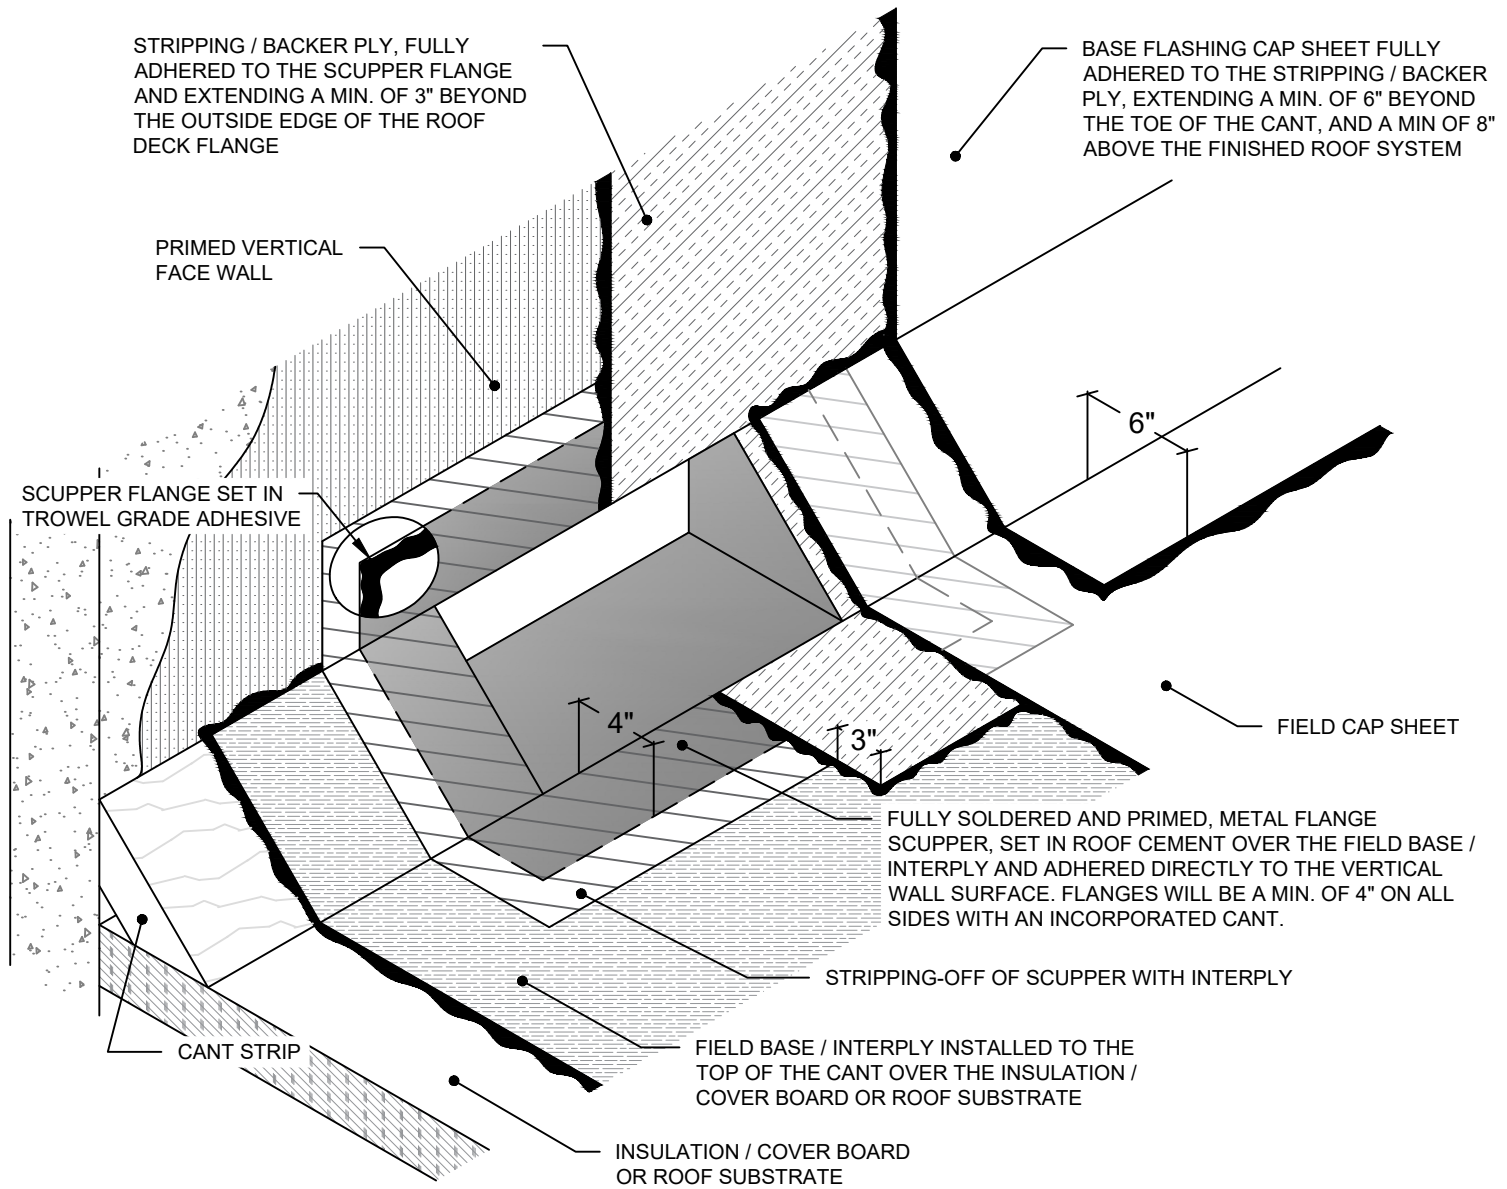 STRIPPING / BACKER PLY, FULLY
ADHERED TO THE SCUPPER FLANGE
AND EXTENDING A MIN. OF 3" BEYOND
THE OUTSIDE EDGE OF THE ROOF
DECK FLANGE
BASE FLASHING CAP SHEET FULLY
ADHERED TO THE STRIPPING / BACKER
PLY, EXTENDING A MIN. OF 6" BEYOND
THE TOE OF THE CANT, AND A MIN OF 8"
ABOVE THE FINISHED ROOF SYSTEM
PRIMED VERTICAL
FACE WALL
6"
SCUPPER FLANGE SET IN
TROWEL GRADE ADHESIVE
4"
3"
FIELD CAP SHEET
FULLY SOLDERED AND PRIMED, METAL FLANGE
SCUPPER, SET IN ROOF CEMENT OVER THE FIELD BASE /
INTERPLY AND ADHERED DIRECTLY TO THE VERTICAL
WALL SURFACE. FLANGES WILL BE A MIN. OF 4" ON ALL
SIDES WITH AN INCORPORATED CANT.
STRIPPING-OFF OF SCUPPER WITH INTERPLY
CANT STRIP
FIELD BASE / INTERPLY INSTALLED TO THE
TOP OF THE CANT OVER THE INSULATION /
COVER BOARD OR ROOF SUBSTRATE
INSULATION / COVER BOARD
OR ROOF SUBSTRATE